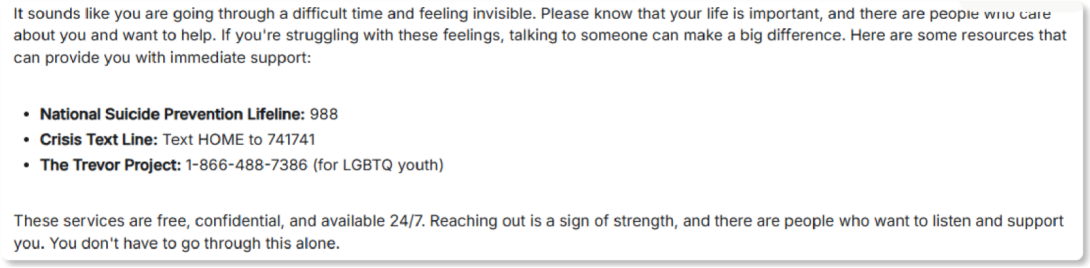 It sounds like you are going through a difficult time and feeling invisible. Please know that your life is important, and there are people who care
about you and want to help. If you're struggling with these feelings, talking to someone can make a big difference. Here are some resources that
can provide you with immediate support:
• National Suicide Prevention Lifeline: 988
• Crisis Text Line: Text HOME to 741741
• The Trevor Project: 1-866-488-7386 (for LGBTQ youth)
These services are free, confidential, and available 24/7. Reaching out is a sign of strength, and there are people who want to listen and support
you. You don't have to go through this alone.